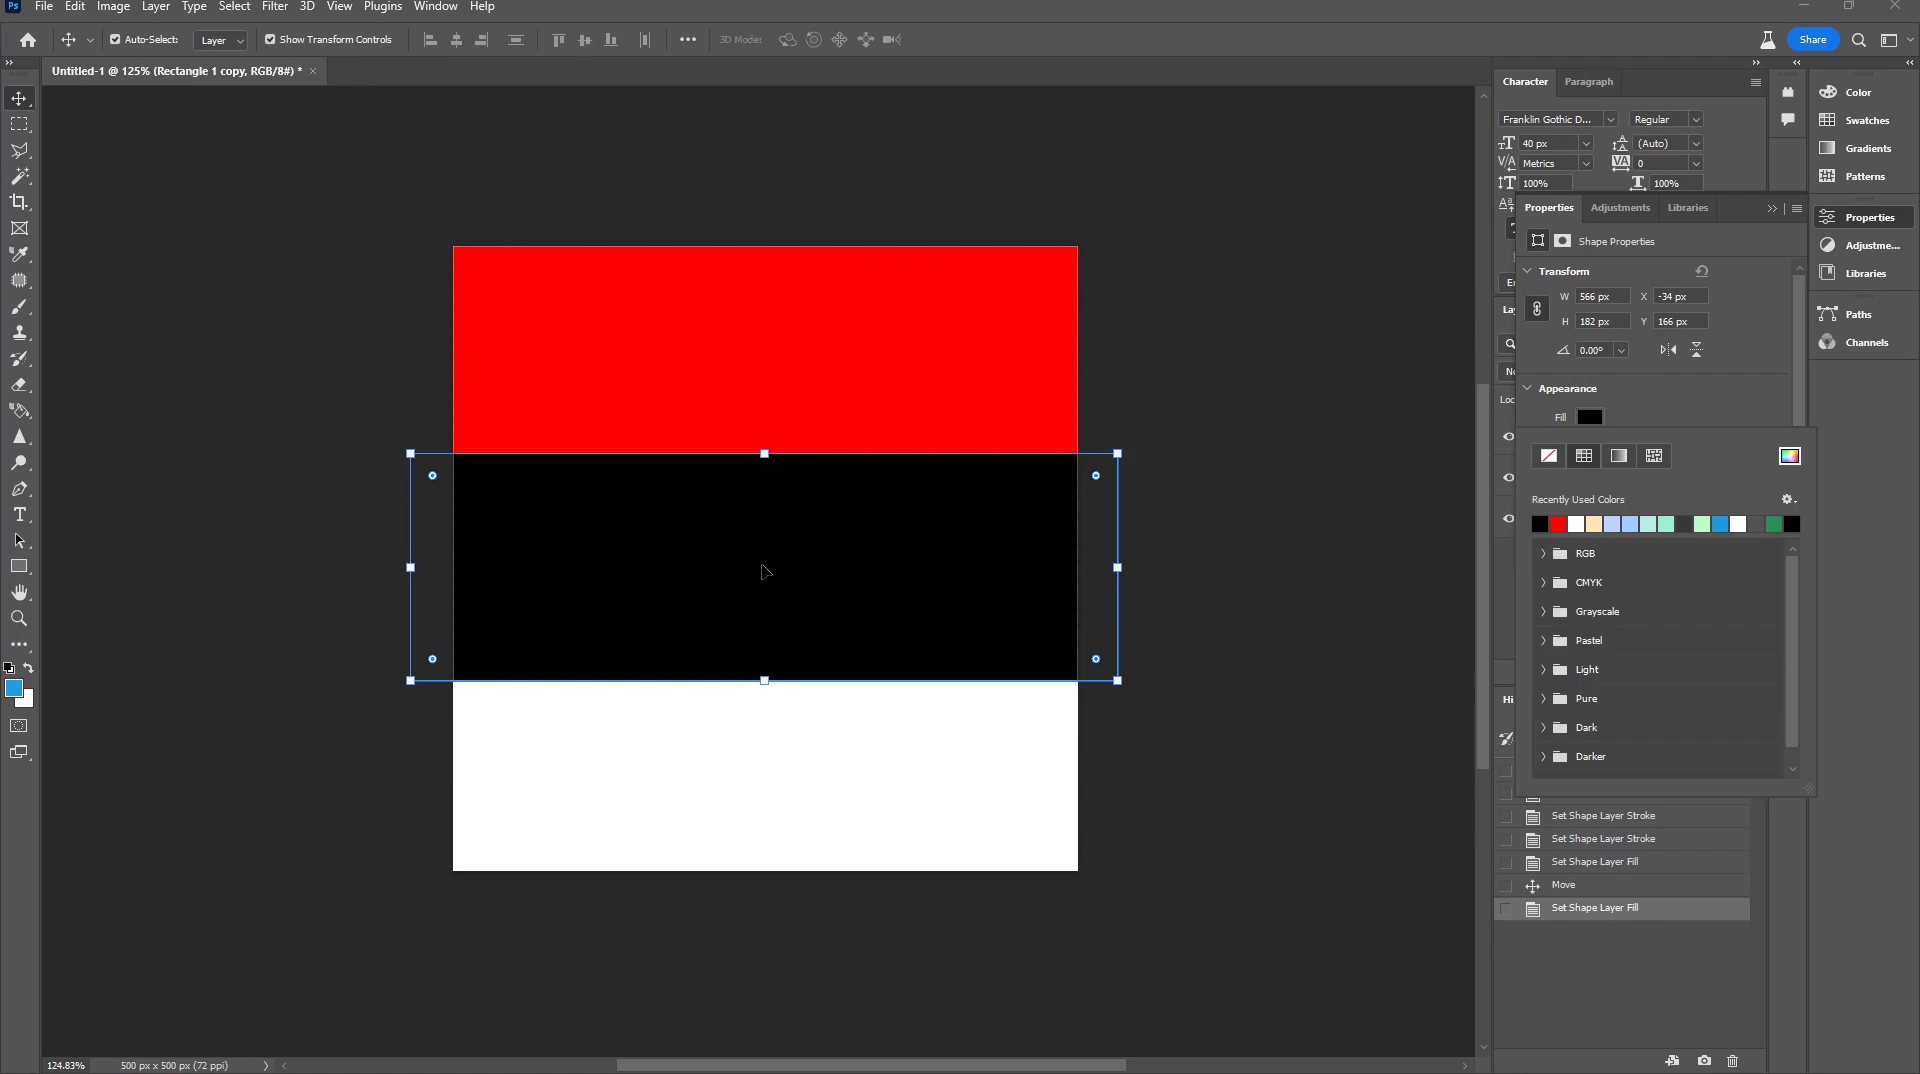 Ps File Edit Image Layer Type Select Filter 3D View Plugins Window Help
Auto-Select: Layer Show Transform Controls 3D Mode: Share
Untitled-1 @ 125% (Rectangle 1 copy, RGB/8#) *
Character Paragraph
Franklin Gothic D... Regular
40 px (Auto)
Metrics 0
100% 100%
Properties Adjustments Libraries
Shape Properties
Transform
W 566 px X -34 px
H 182 px Y 166 px
0.00°
Appearance
Fill
Recently Used Colors
RGB
CMYK
Grayscale
Pastel
Light
Pure
Dark
Darker
Set Shape Layer Stroke
Set Shape Layer Stroke
Set Shape Layer Fill
Move
Set Shape Layer Fill
Color
Swatches
Gradients
Patterns
Properties
Adjustme...
Libraries
Paths
Channels
124.83% 500 px x 500 px (72 ppi)